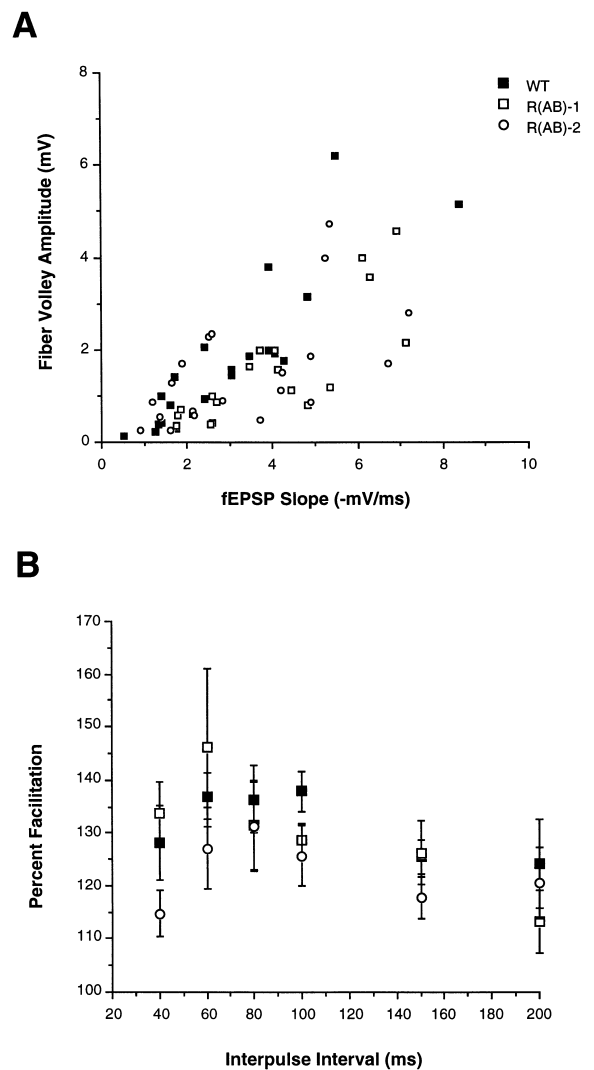 A
8
6
4
2
0
0 2 4 6 8 10
Fiber Volley Amplitude (mV)
fEPSP Slope (-mV/ms)
WT
R(AB)-1
R(AB)-2
B
170
160
150
140
130
120
110
100
20 40 60 80 100 120 140 160 180 200
Percent Facilitation
Interpulse Interval (ms)